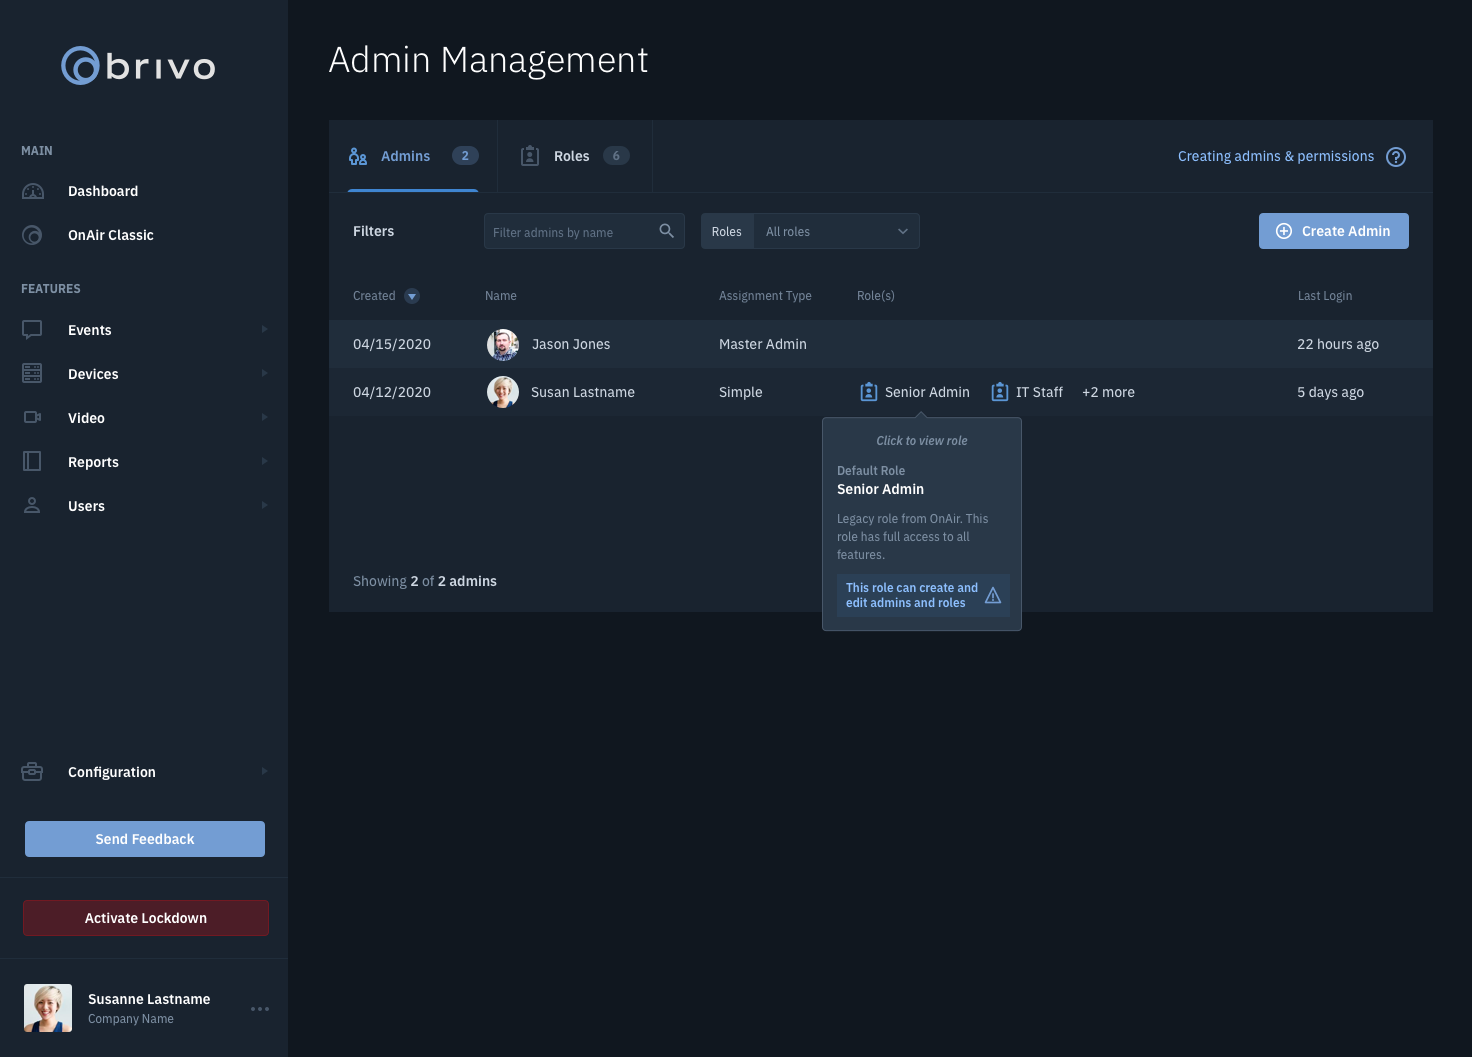 brivo
MAIN
Dashboard
OnAir Classic
FEATURES
Events
Devices
Video
Reports
Users
Configuration
Send Feedback
Activate Lockdown
Susanne Lastname
Company Name
Admin Management
Admins 2 Roles 6 Creating admins & permissions
Filters Filter admins by name Roles All roles Create Admin
Created Name Assignment Type Role(s) Last Login
04/15/2020 Jason Jones Master Admin 22 hours ago
04/12/2020 Susan Lastname Simple Senior Admin IT Staff +2 more 5 days ago
Click to view role
Default Role
Senior Admin
Legacy role from OnAir. This
role has full access to all
features.
This role can create and
edit admins and roles
Showing 2 of 2 admins